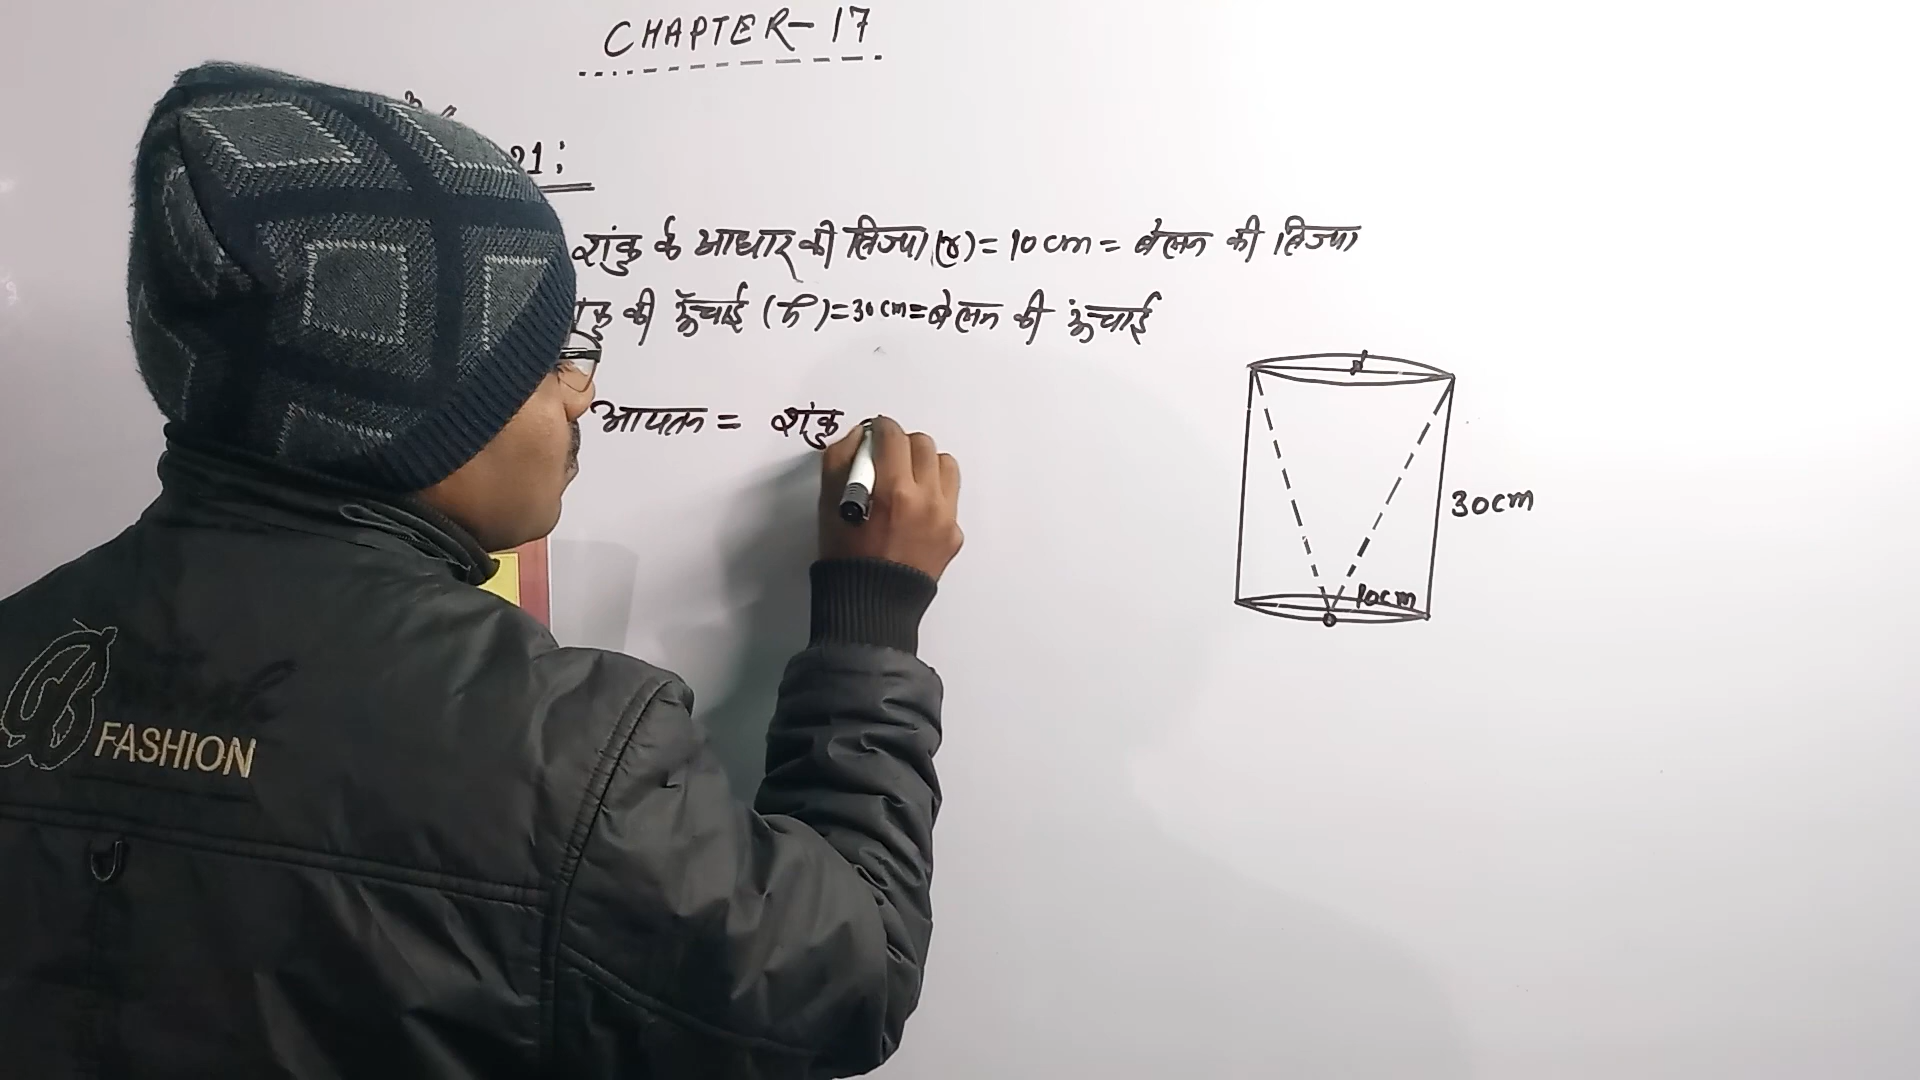 CHAPTER-17
21:
शंकु के आधार की त्रिज्या (r) = 10 cm = बेलन की त्रिज्या
की ऊँचाई (h) = 30 cm = बेलन की ऊंचाई
आयतन = शंकु
30cm
10cm
FASHION